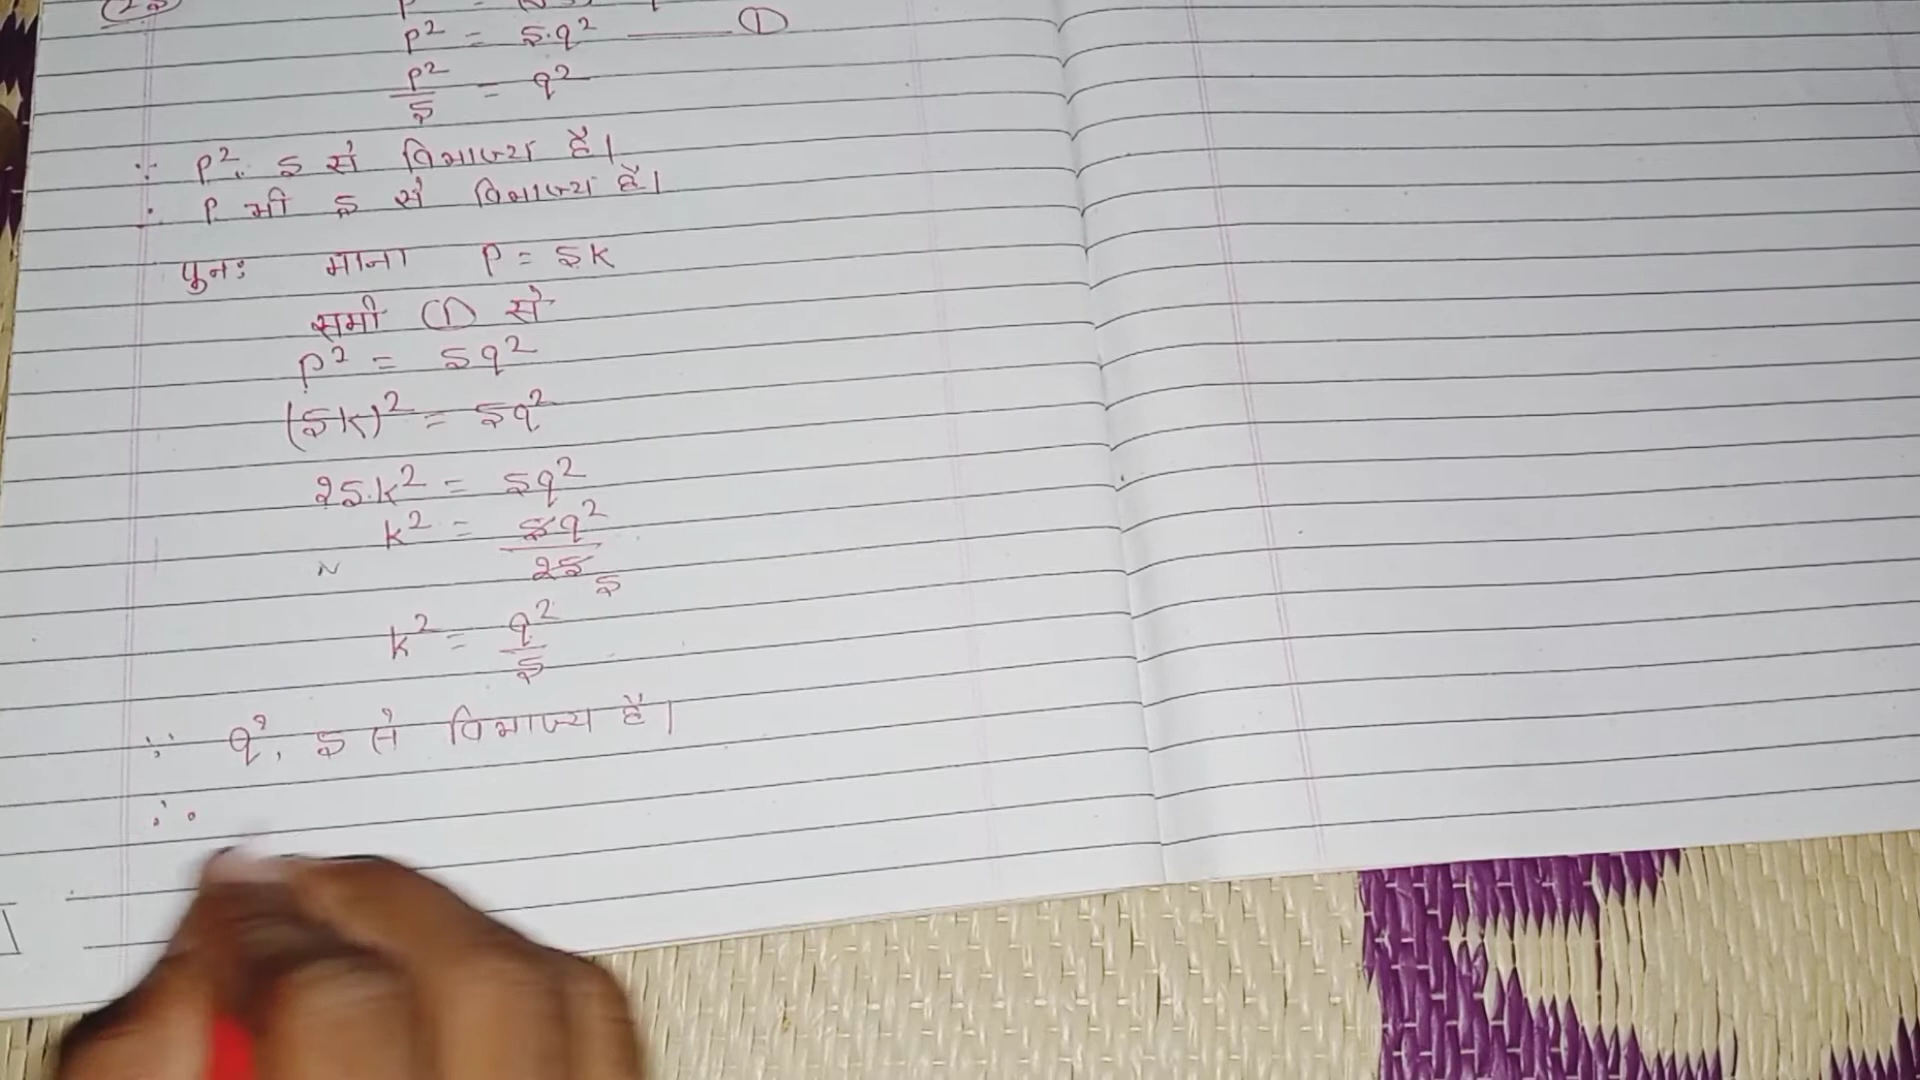 p² = 5.q² ——— ①
p²/5 = q²
∵ p², 5 से विभाज्य है।
∴ p भी 5 से विभाज्य है।
पुनः माना p = 5k
समी ① से
p² = 5q²
(5k)² = 5q²
25.k² = 5q²
k² = 5q²/25 5
k² = q²/5
∵ q², 5 से विभाज्य है।
∴